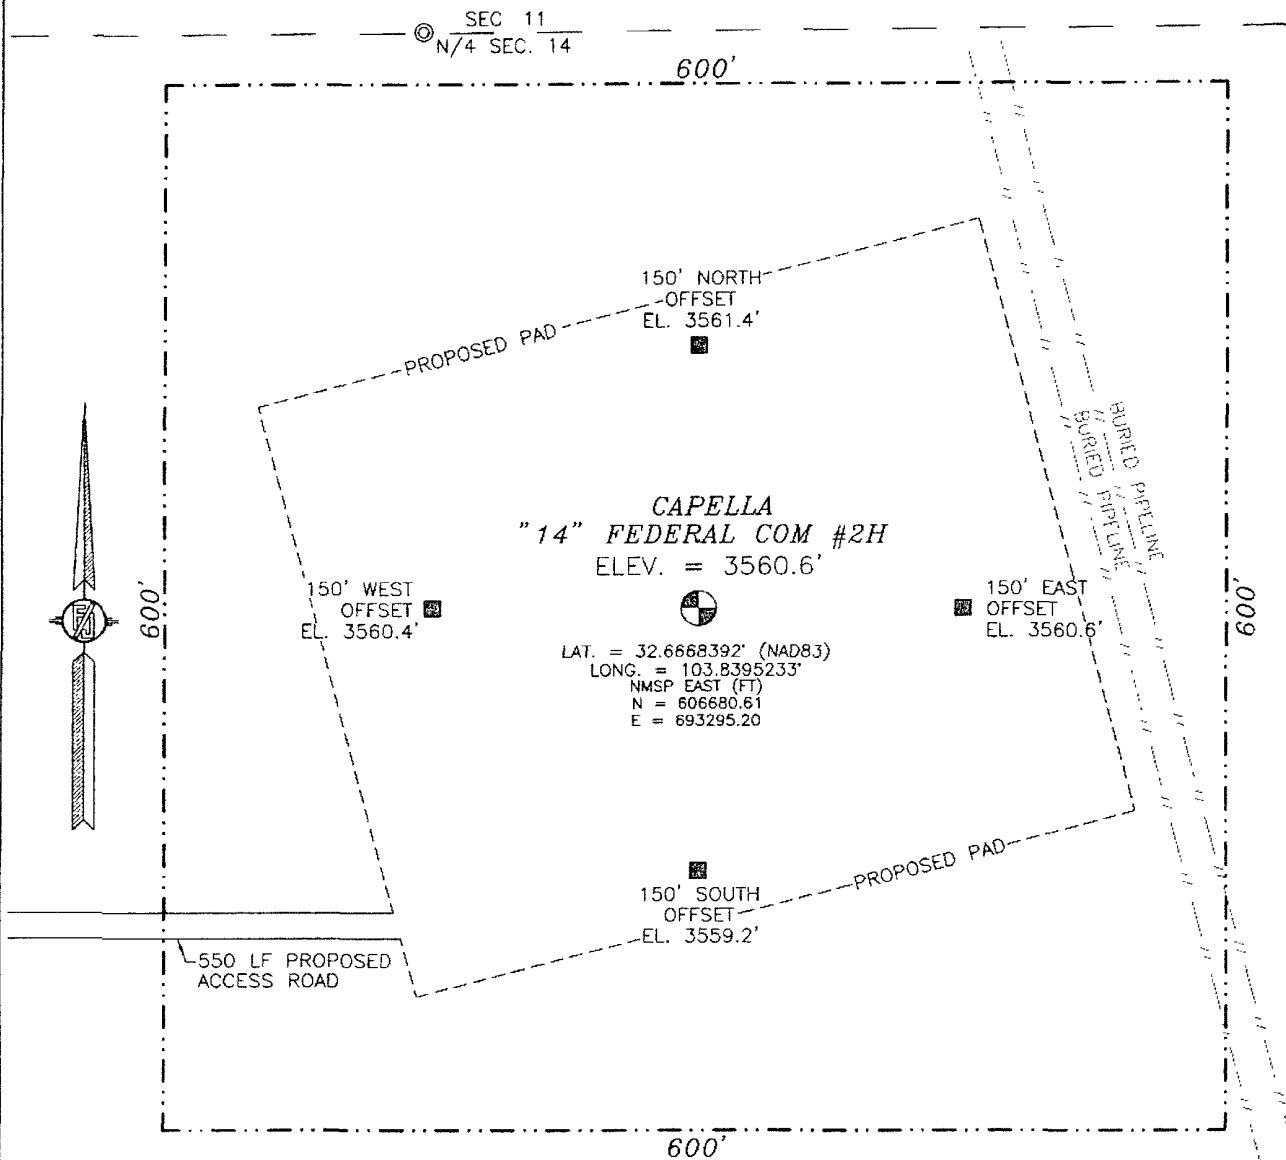 SEC 11
N/4 SEC. 14
600'
150' NORTH
OFFSET
EL. 3561.4'
PROPOSED PAD
BURIED PIPELINE
BURIED PIPELINE
CAPELLA
"14" FEDERAL COM #2H
ELEV. = 3560.6'
600'
150' WEST
OFFSET
EL. 3560.4'
150' EAST
OFFSET
EL. 3560.6'
600'
LAT. = 32.6668392° (NAD83)
LONG. = 103.8395233°
NMSP EAST (FT)
N = 606680.61
E = 693295.20
PROPOSED PAD
150' SOUTH
OFFSET
EL. 3559.2'
550 LF PROPOSED
ACCESS ROAD
600'